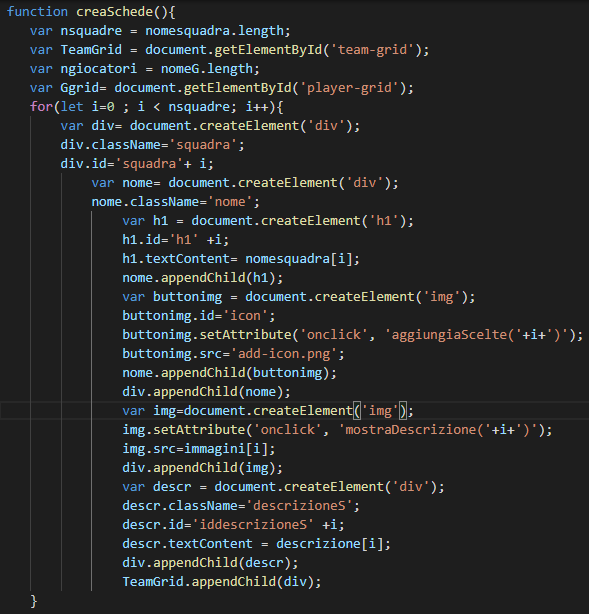 function creaSchede(){
var nsquadre = nomesquadra.length;
var TeamGrid = document.getElementById('team-grid');
var ngiocatori = nomeG.length;
var Ggrid= document.getElementById('player-grid');
for(let i=0 ; i < nsquadre; i++){
var div= document.createElement('div');
div.className='squadra';
div.id='squadra'+ i;
var nome= document.createElement('div');
nome.className='nome';
var h1 = document.createElement('h1');
h1.id='h1' +i;
h1.textContent= nomesquadra[i];
nome.appendChild(h1);
var buttonimg = document.createElement('img');
buttonimg.id='icon';
buttonimg.setAttribute('onclick', 'aggiungiaScelte('+i+')');
buttonimg.src='add-icon.png';
nome.appendChild(buttonimg);
div.appendChild(nome);
var img=document.createElement('img');
img.setAttribute('onclick', 'mostraDescrizione('+i+')');
img.src=immagini[i];
div.appendChild(img);
var descr = document.createElement('div');
descr.className='descrizioneS';
descr.id='iddescrizioneS' +i;
descr.textContent = descrizione[i];
div.appendChild(descr);
TeamGrid.appendChild(div);
}